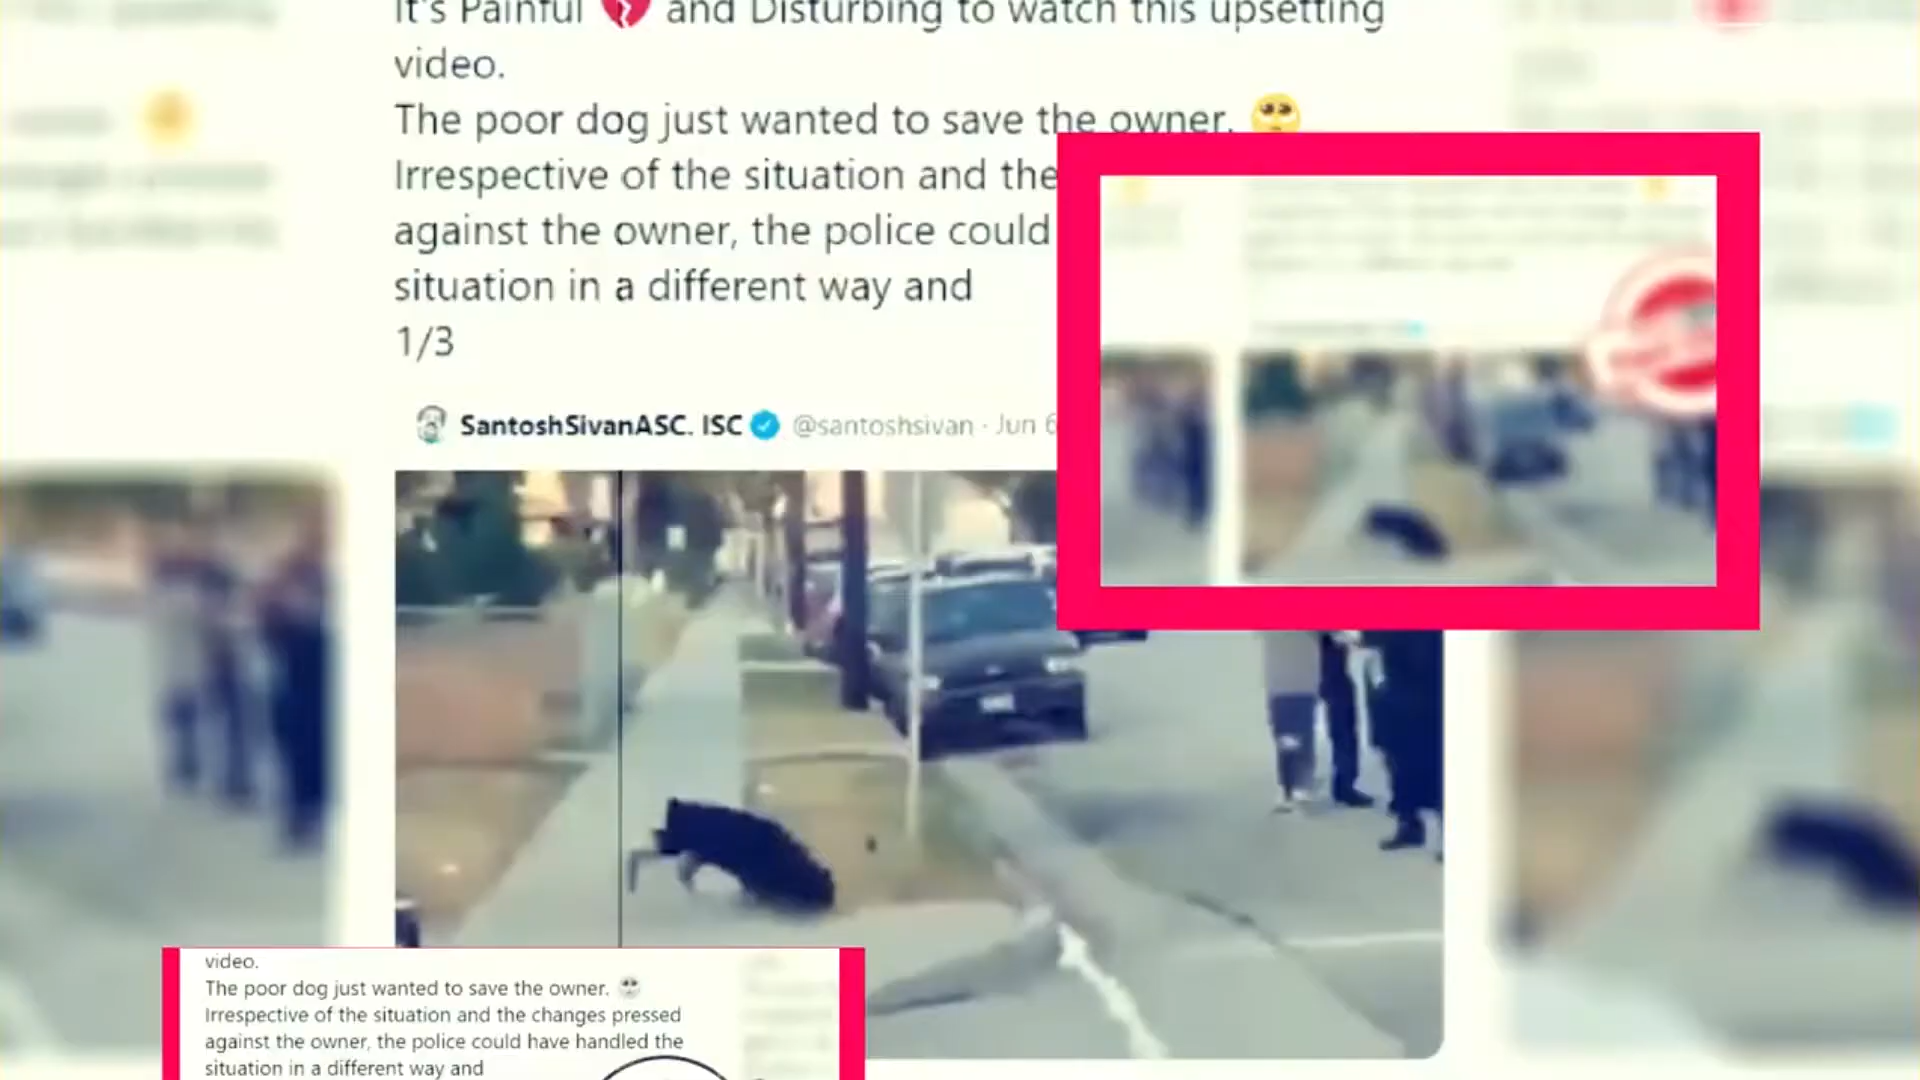 It's Painful 💔 and Disturbing to watch this upsetting
video.
The poor dog just wanted to save the owner. 🥺
Irrespective of the situation and the
against the owner, the police could
situation in a different way and
1/3
SantoshSivanASC. ISC @santoshsivan · Jun 6
video.
The poor dog just wanted to save the owner. 🥺
Irrespective of the situation and the changes pressed
against the owner, the police could have handled the
situation in a different way and